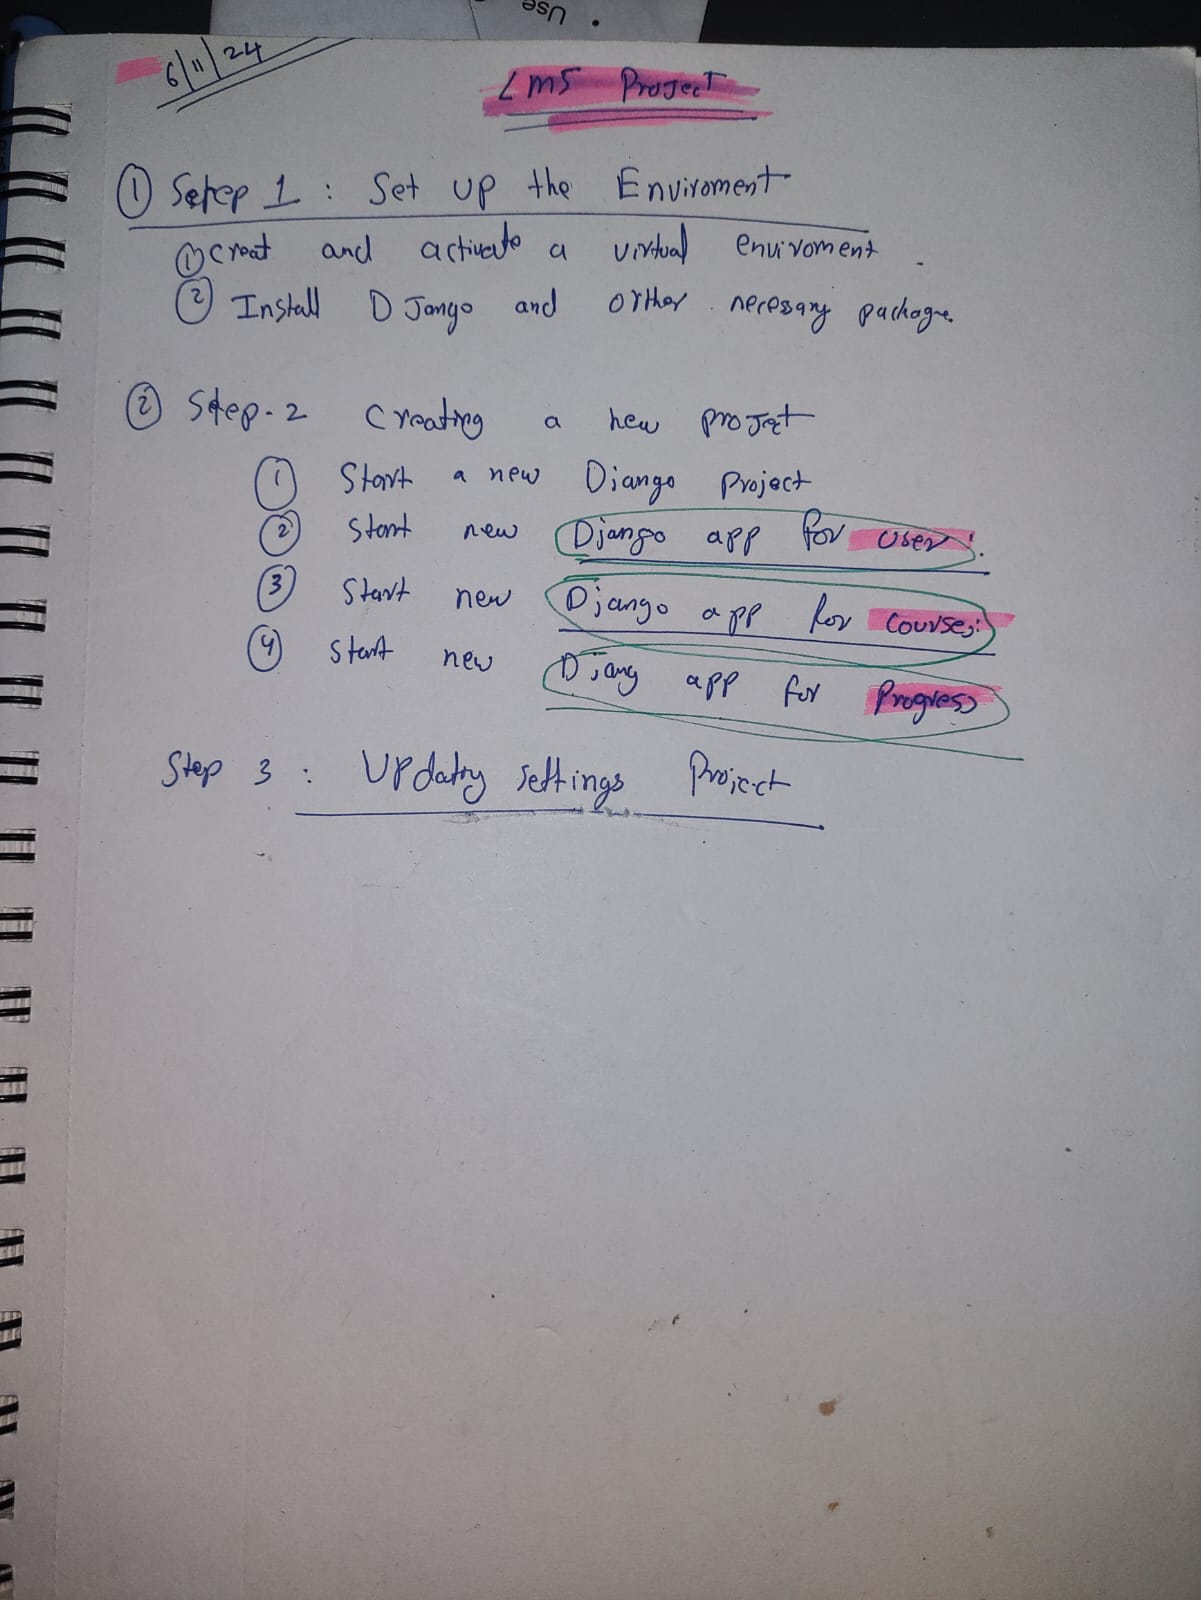 • Use
6/11/24
LMS Project
① Setep 1 : Set up the Enviroment
① Creat and activate a virtual enviroment.
② Install DJango and orther necessary package.
② Step-2 Creating a new project
① Start a new Django Project
② Start new Django app for user:.
③ Start new Django app for Courses:
④ Start new Djang app for Progress
Step 3 : Updatig settings Project